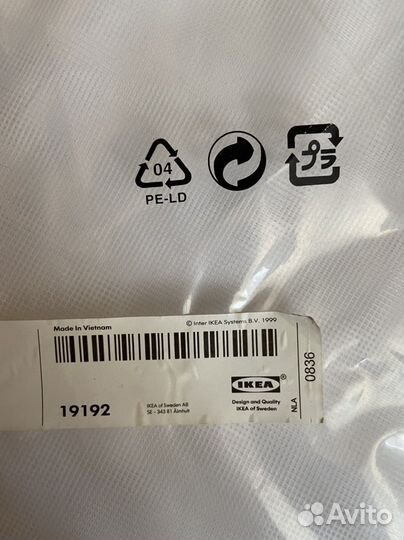 04
PE-LD
プラ
Made in Vietnam
© Inter IKEA Systems B.V. 1999
19192
IKEA of Sweden AB
SE - 343 81 Älmhult
IKEA®
Design and Quality
IKEA of Sweden
NLA
0836
Avito